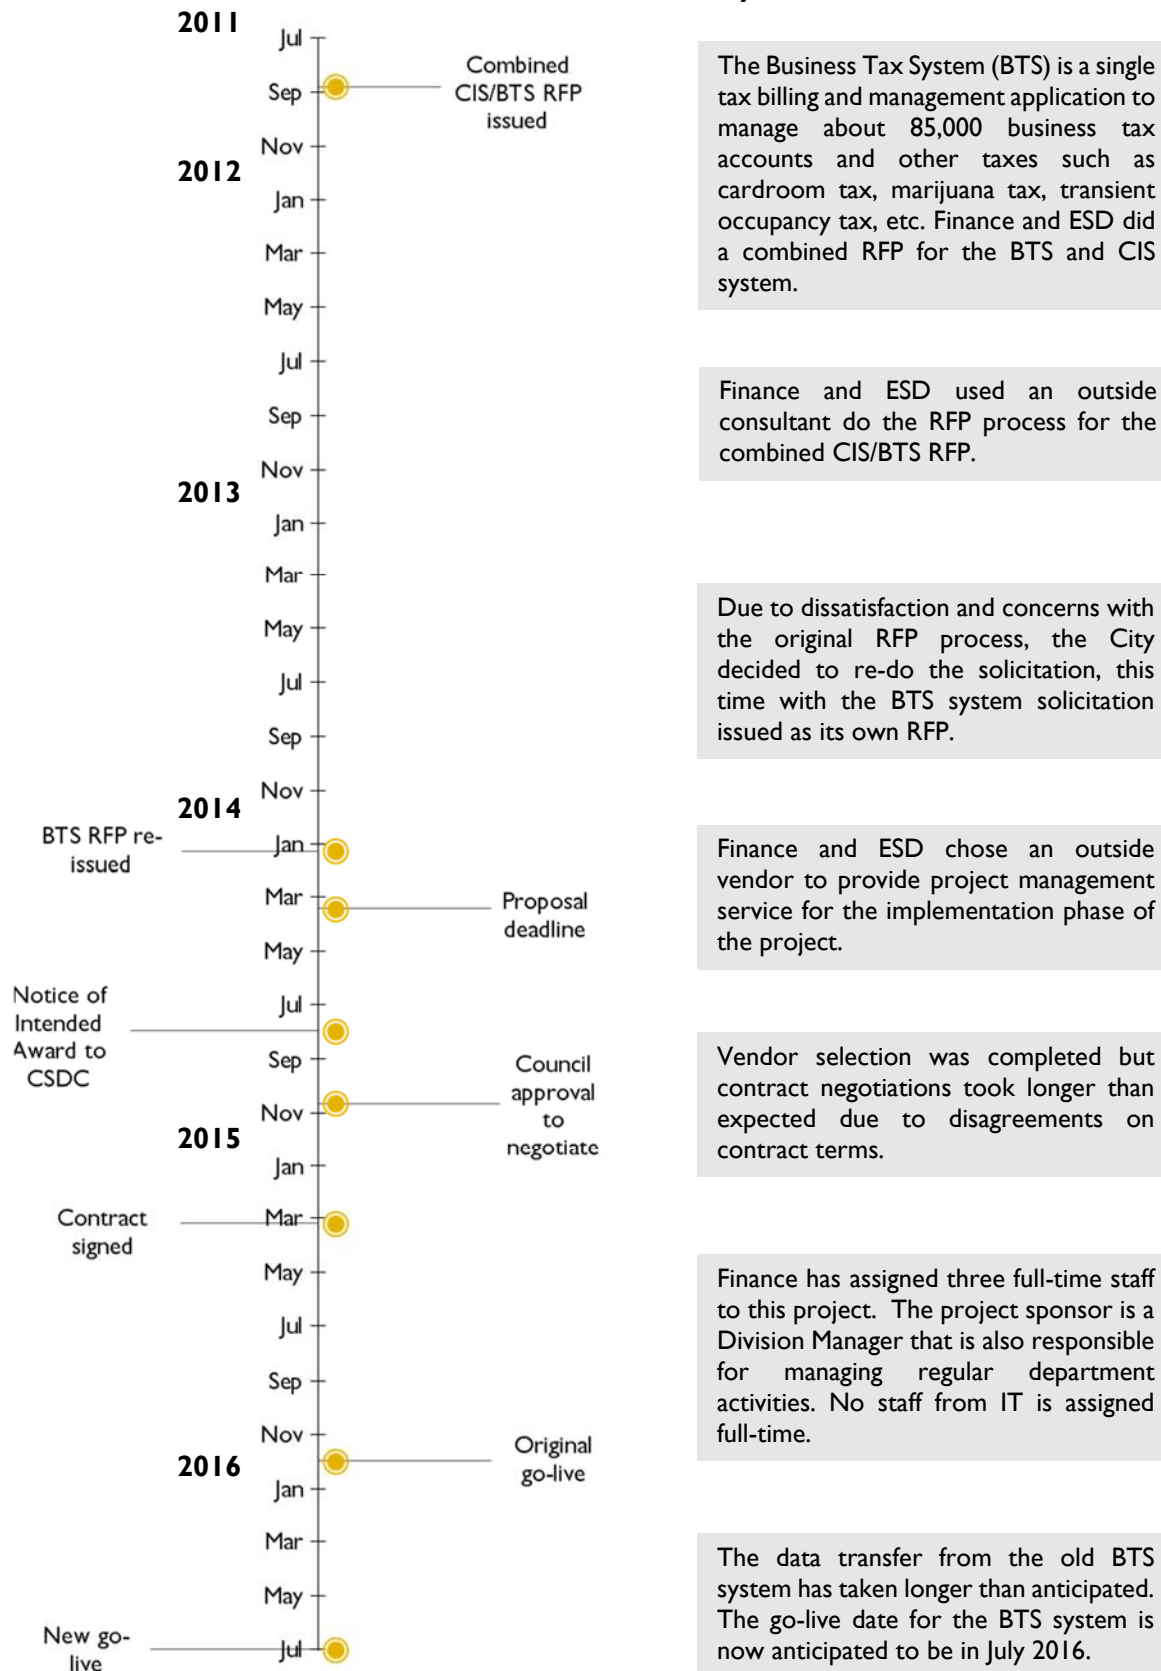 2011
Jul
Combined
CIS/BTS RFP
issued
Sep
Nov
2012
Jan
Mar
May
Jul
Sep
Nov
2013
Jan
Mar
May
Jul
Sep
Nov
2014
BTS RFP re-
issued
Jan
Mar
Proposal
deadline
May
Notice of
Intended
Award to
CSDC
Jul
Sep
Council
approval
to
negotiate
Nov
2015
Jan
Contract
signed
Mar
May
Jul
Sep
Nov
Original
go-live
2016
Jan
Mar
May
New go-
live
Jul
The Business Tax System (BTS) is a single
tax billing and management application to
manage about 85,000 business tax
accounts and other taxes such as
cardroom tax, marijuana tax, transient
occupancy tax, etc. Finance and ESD did
a combined RFP for the BTS and CIS
system.
Finance and ESD used an outside
consultant do the RFP process for the
combined CIS/BTS RFP.
Due to dissatisfaction and concerns with
the original RFP process, the City
decided to re-do the solicitation, this
time with the BTS system solicitation
issued as its own RFP.
Finance and ESD chose an outside
vendor to provide project management
service for the implementation phase of
the project.
Vendor selection was completed but
contract negotiations took longer than
expected due to disagreements on
contract terms.
Finance has assigned three full-time staff
to this project. The project sponsor is a
Division Manager that is also responsible
for managing regular department
activities. No staff from IT is assigned
full-time.
The data transfer from the old BTS
system has taken longer than anticipated.
The go-live date for the BTS system is
now anticipated to be in July 2016.